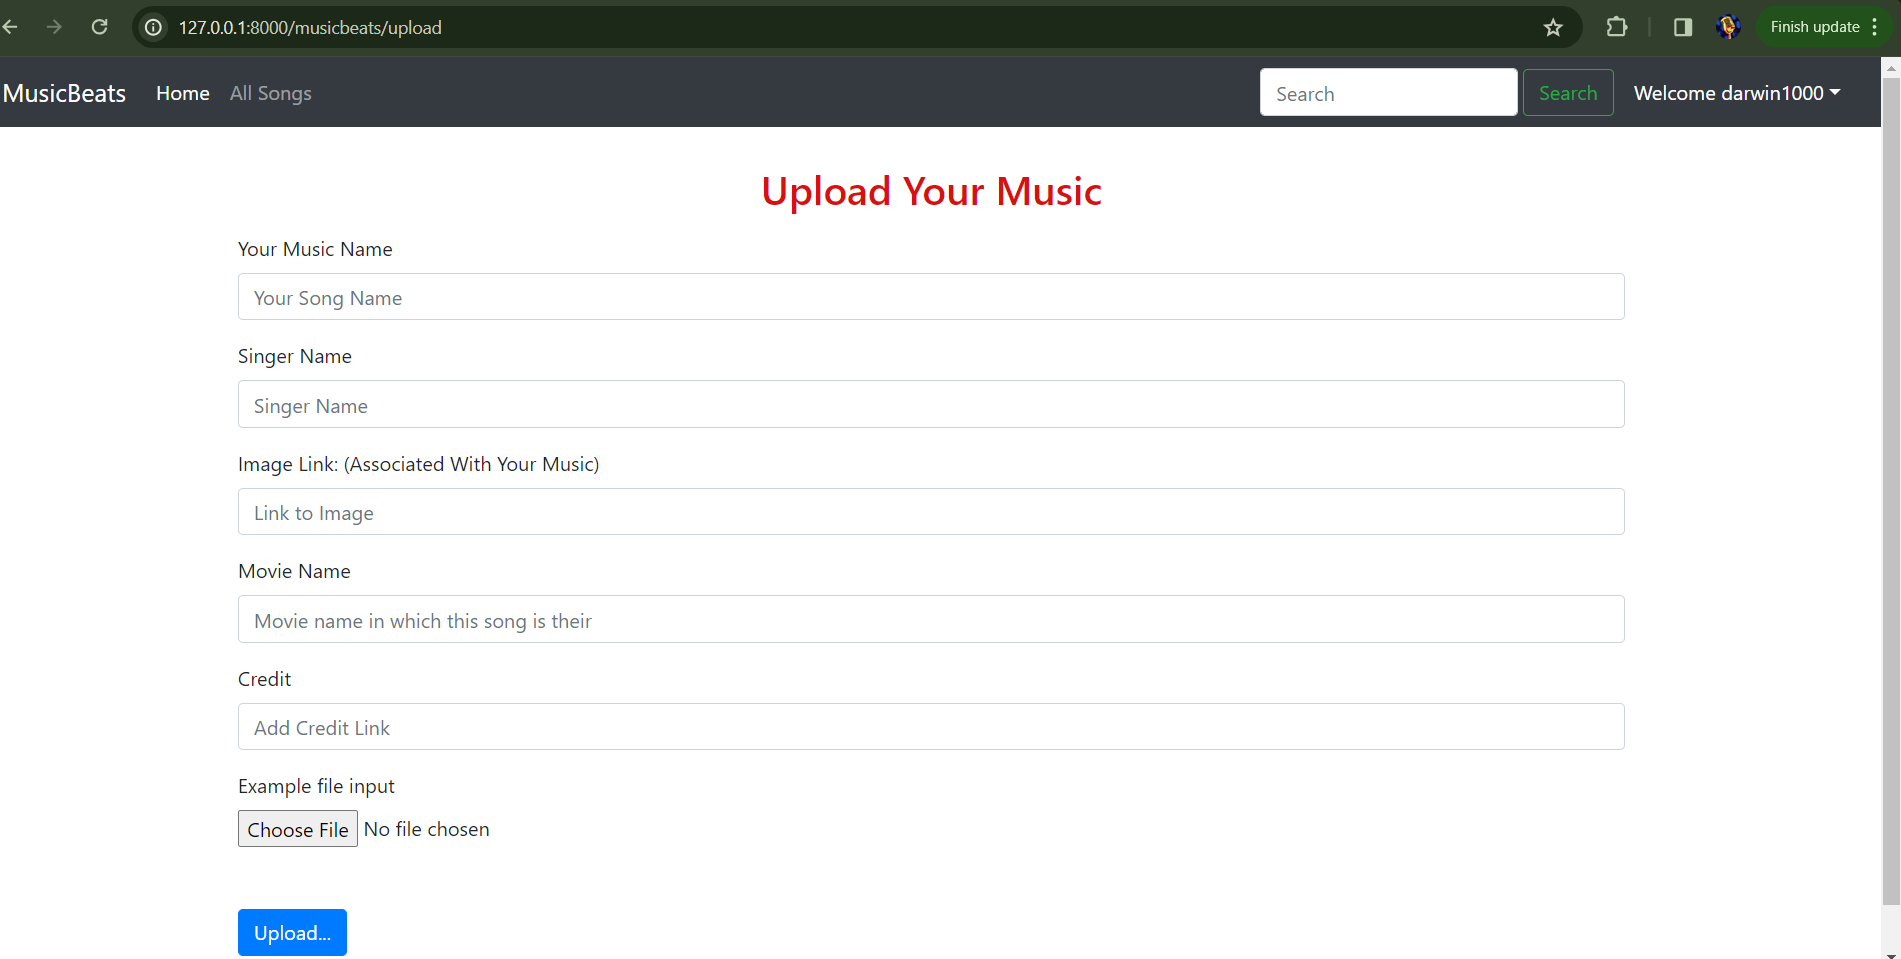 127.0.0.1:8000/musicbeats/upload
Finish update
MusicBeats Home All Songs Search Search Welcome darwin1000
Upload Your Music
Your Music Name
Your Song Name
Singer Name
Singer Name
Image Link: (Associated With Your Music)
Link to Image
Movie Name
Movie name in which this song is their
Credit
Add Credit Link
Example file input
Choose File No file chosen
Upload...